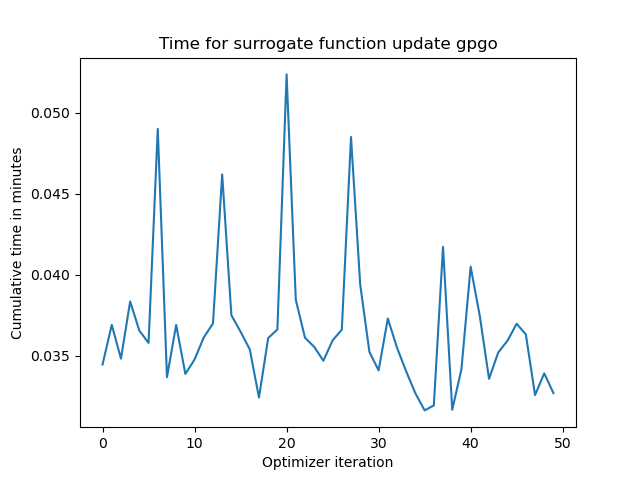 Time for surrogate function update gpgo
Cumulative time in minutes
0.050
0.045
0.040
0.035
0 10 20 30 40 50
Optimizer iteration